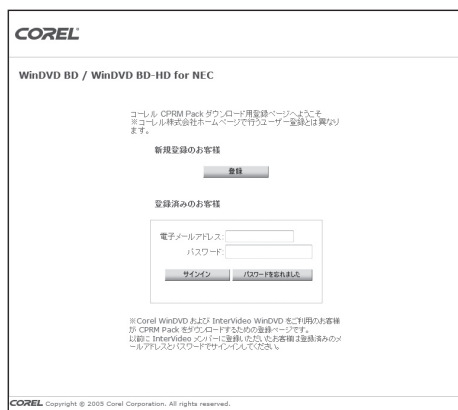 COREL
WinDVD BD / WinDVD BD-HD for NEC
コーレル CPRM Pack ダウンロード用登録ページへようこそ
※コーレル株式会社ホームページで行うユーザー登録とは異なり
ます。
新規登録のお客様
登録
登録済みのお客様
電子メールアドレス:
パスワード:
サインイン パスワードを忘れました
※Corel WinDVD および InterVideo WinDVD をご利用のお客様
が CPRM Pack をダウンロードするための登録ページです。
以前に InterVideo メンバーに登録いただいたお客様は登録済みのメ
ールアドレスとパスワードでサインインしてください。
COREL Copyright © 2005 Corel Corporation. All rights reserved.